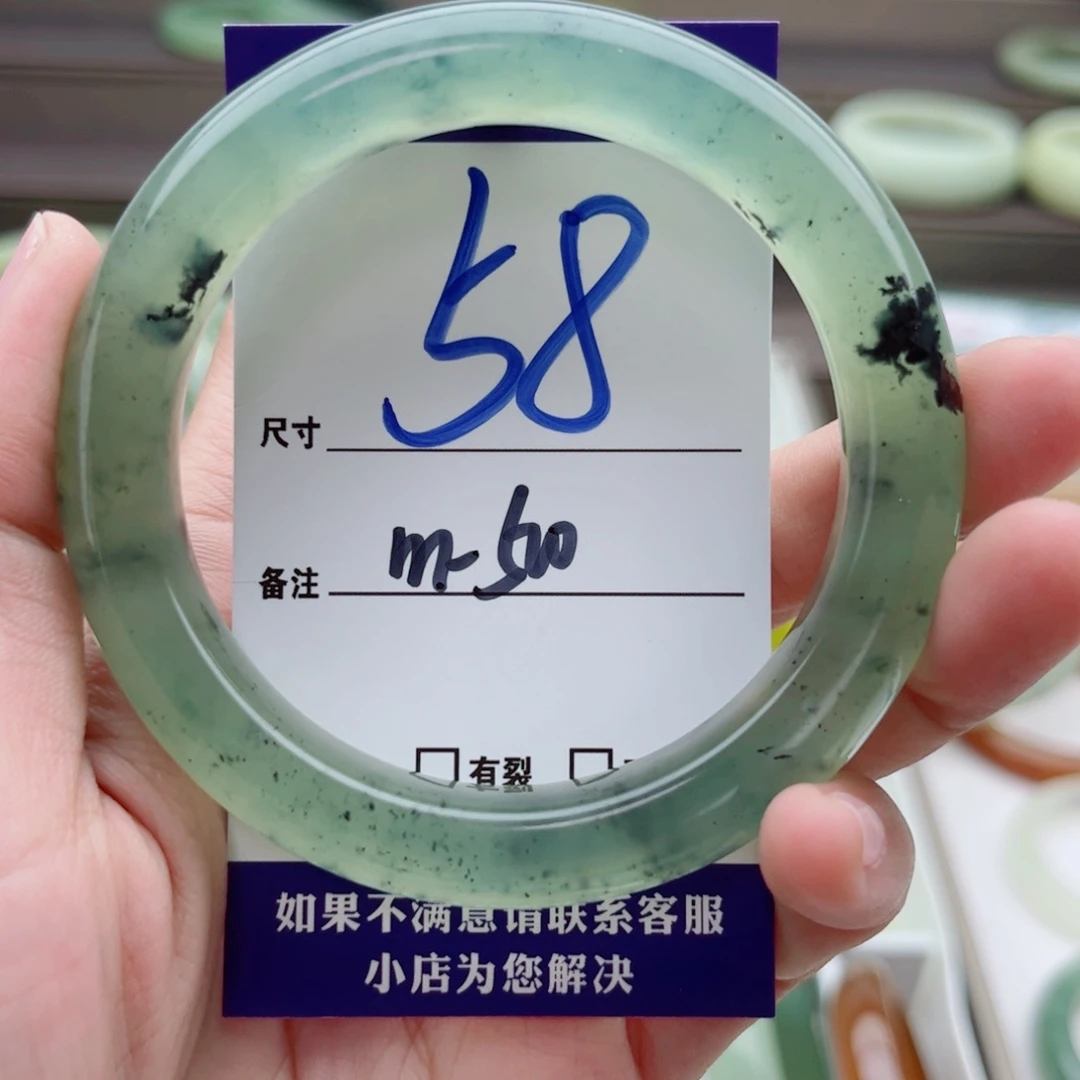 尺寸 58
备注 m-500
有裂
如果不满意请联系客服
小店为您解决